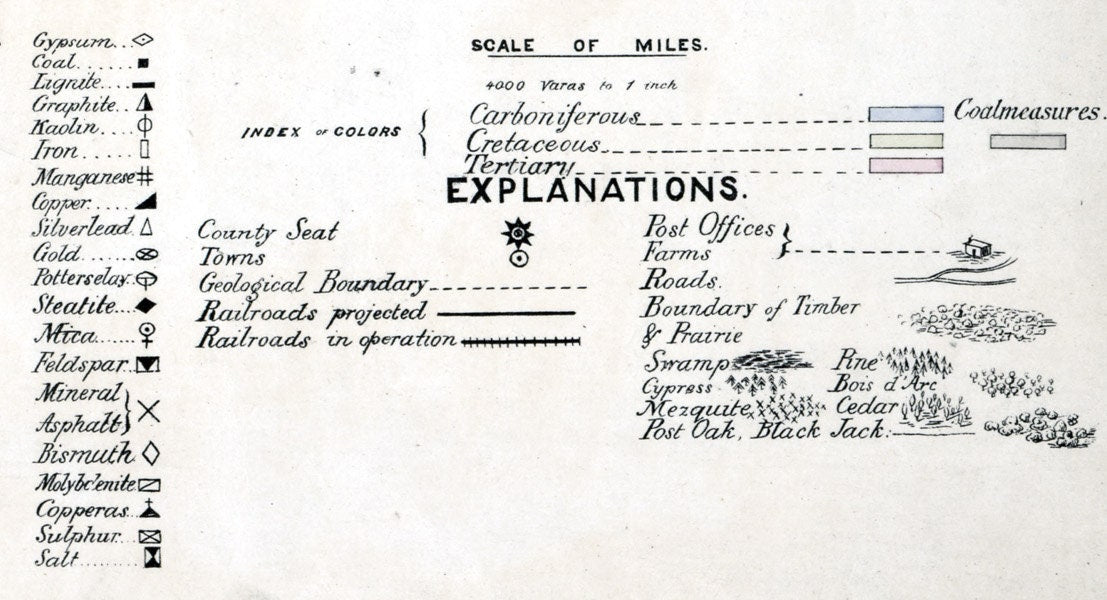 Gypsum...
Coal.....
Lignite....
Graphite..
Kaolin....
Iron......
Manganese
Copper....
Silverlead.
Gold.......
Potterselay.
Steatite....
Mica.......
Feldspar.
Mineral
Asphalt
Bismuth.
Molybdenite
Copperas.
Sulphur...
Salt..........
SCALE OF MILES.
4000 Varas to 1 inch
INDEX OF COLORS
Carboniferous
Coalmeasures.
Cretaceous
Tertiary
EXPLANATIONS.
County Seat
Towns
Geological Boundary
Railroads projected
Railroads in operation
Post Offices
Farms
Roads.
Boundary of Timber
& Prairie
Swamp Pine
Cypress Bois d'Arc
Mezquite Cedar
Post Oak, Black Jack.